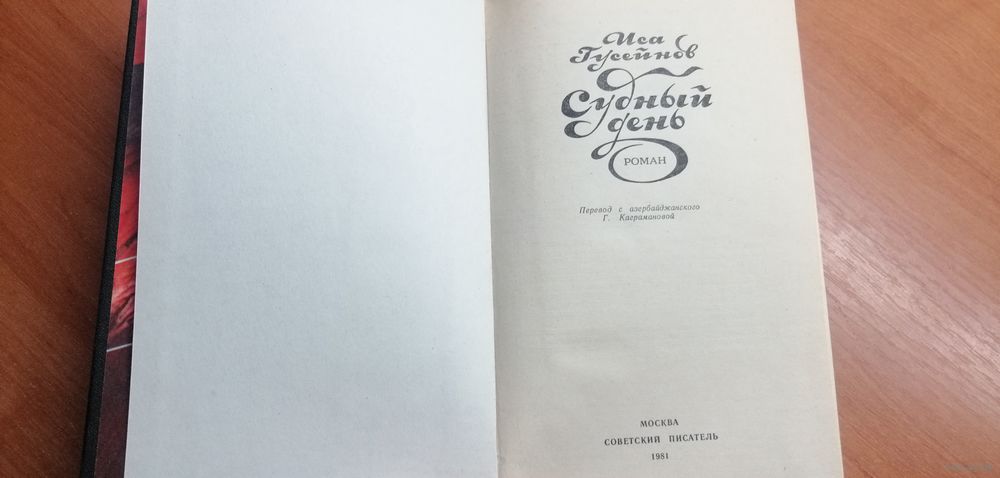 Иса
Гусейнов
Судный
день
РОМАН
Перевод с азербайджанского
Г. Каграмановой
МОСКВА
СОВЕТСКИЙ ПИСАТЕЛЬ
1981